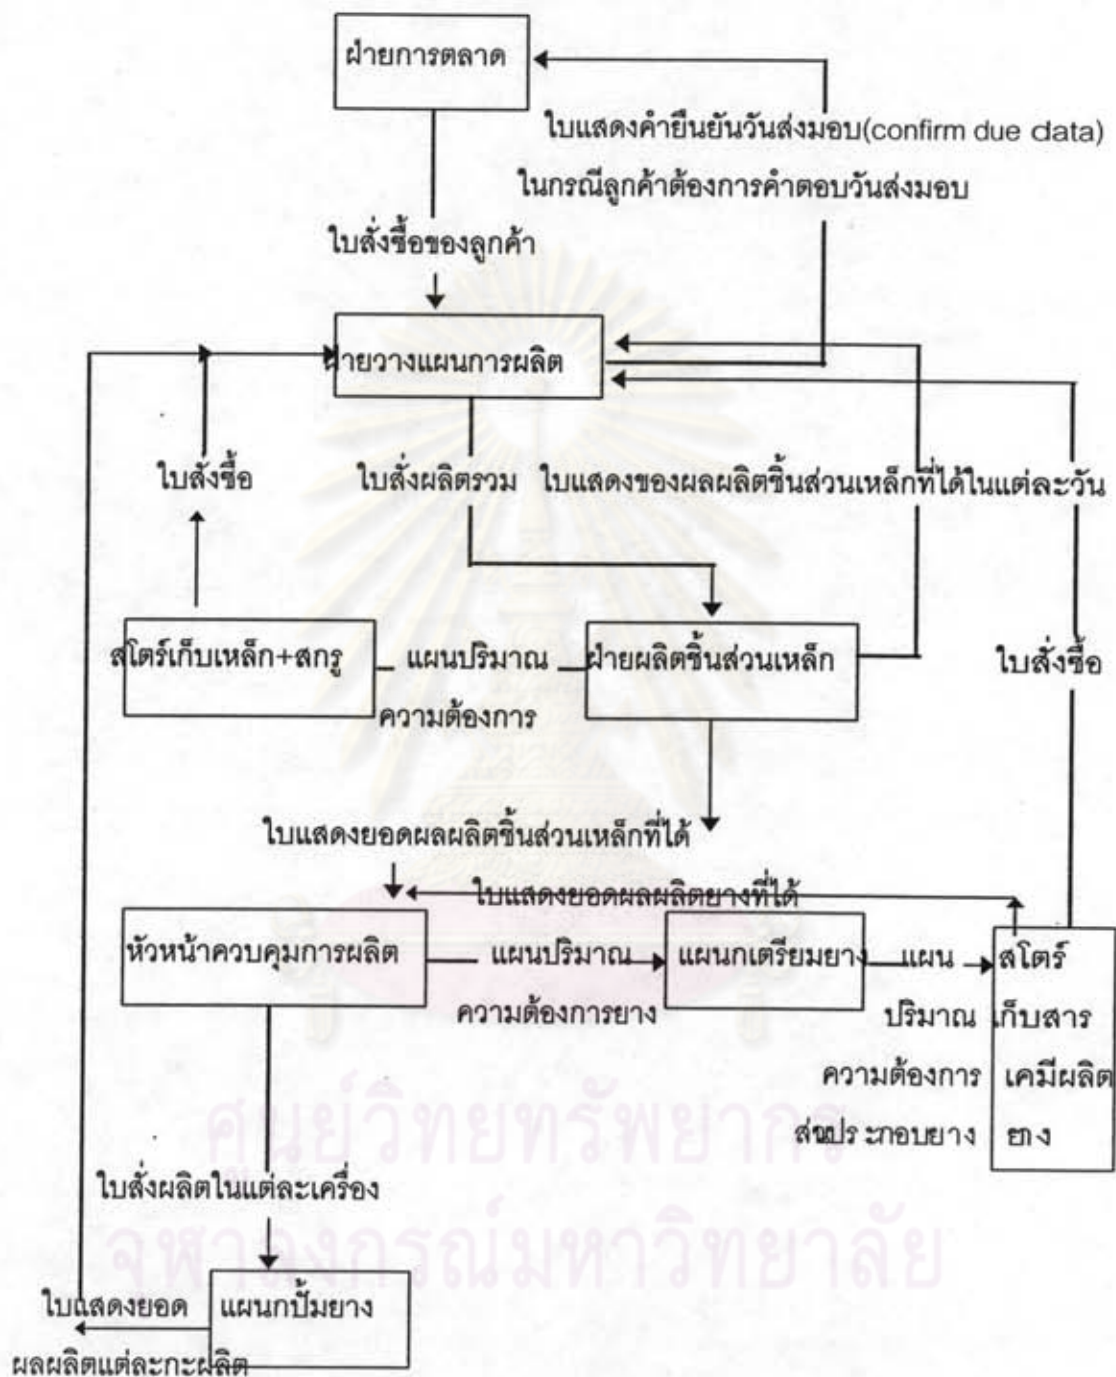 ฝ่ายการตลาด
ใบแสดงคำยืนยันวันส่งมอบ(confirm due data)
ในกรณีลูกค้าต้องการคำตอบวันส่งมอบ
ใบสั่งซื้อของลูกค้า
ฝ่ายวางแผนการผลิต
ใบสั่งซื้อ
ใบสั่งผลิตรวม
ใบแสดงของผลผลิตชิ้นส่วนเหล็กที่ได้ในแต่ละวัน
สโตร์เก็บเหล็ก+สกรู
แผนปริมาณ
ความต้องการ
ฝ่ายผลิตชิ้นส่วนเหล็ก
ใบสั่งซื้อ
ใบแสดงยอดผลผลิตชิ้นส่วนเหล็กที่ได้
ใบแสดงยอดผลผลิตยางที่ได้
หัวหน้าควบคุมการผลิต
แผนปริมาณ
ความต้องการยาง
แผนกเตรียมยาง
แผน
ปริมาณ
ความต้องการ
ส่วนประกอบยาง
สโตร์
เก็บสาร
เคมีผลิต
ยาง
ใบสั่งผลิตในแต่ละเครื่อง
ใบแสดงยอด
ผลผลิตแต่ละกะผลิต
แผนกปั้มยาง
ศูนย์วิทยทรัพยากร
จุฬาลงกรณ์มหาวิทยาลัย